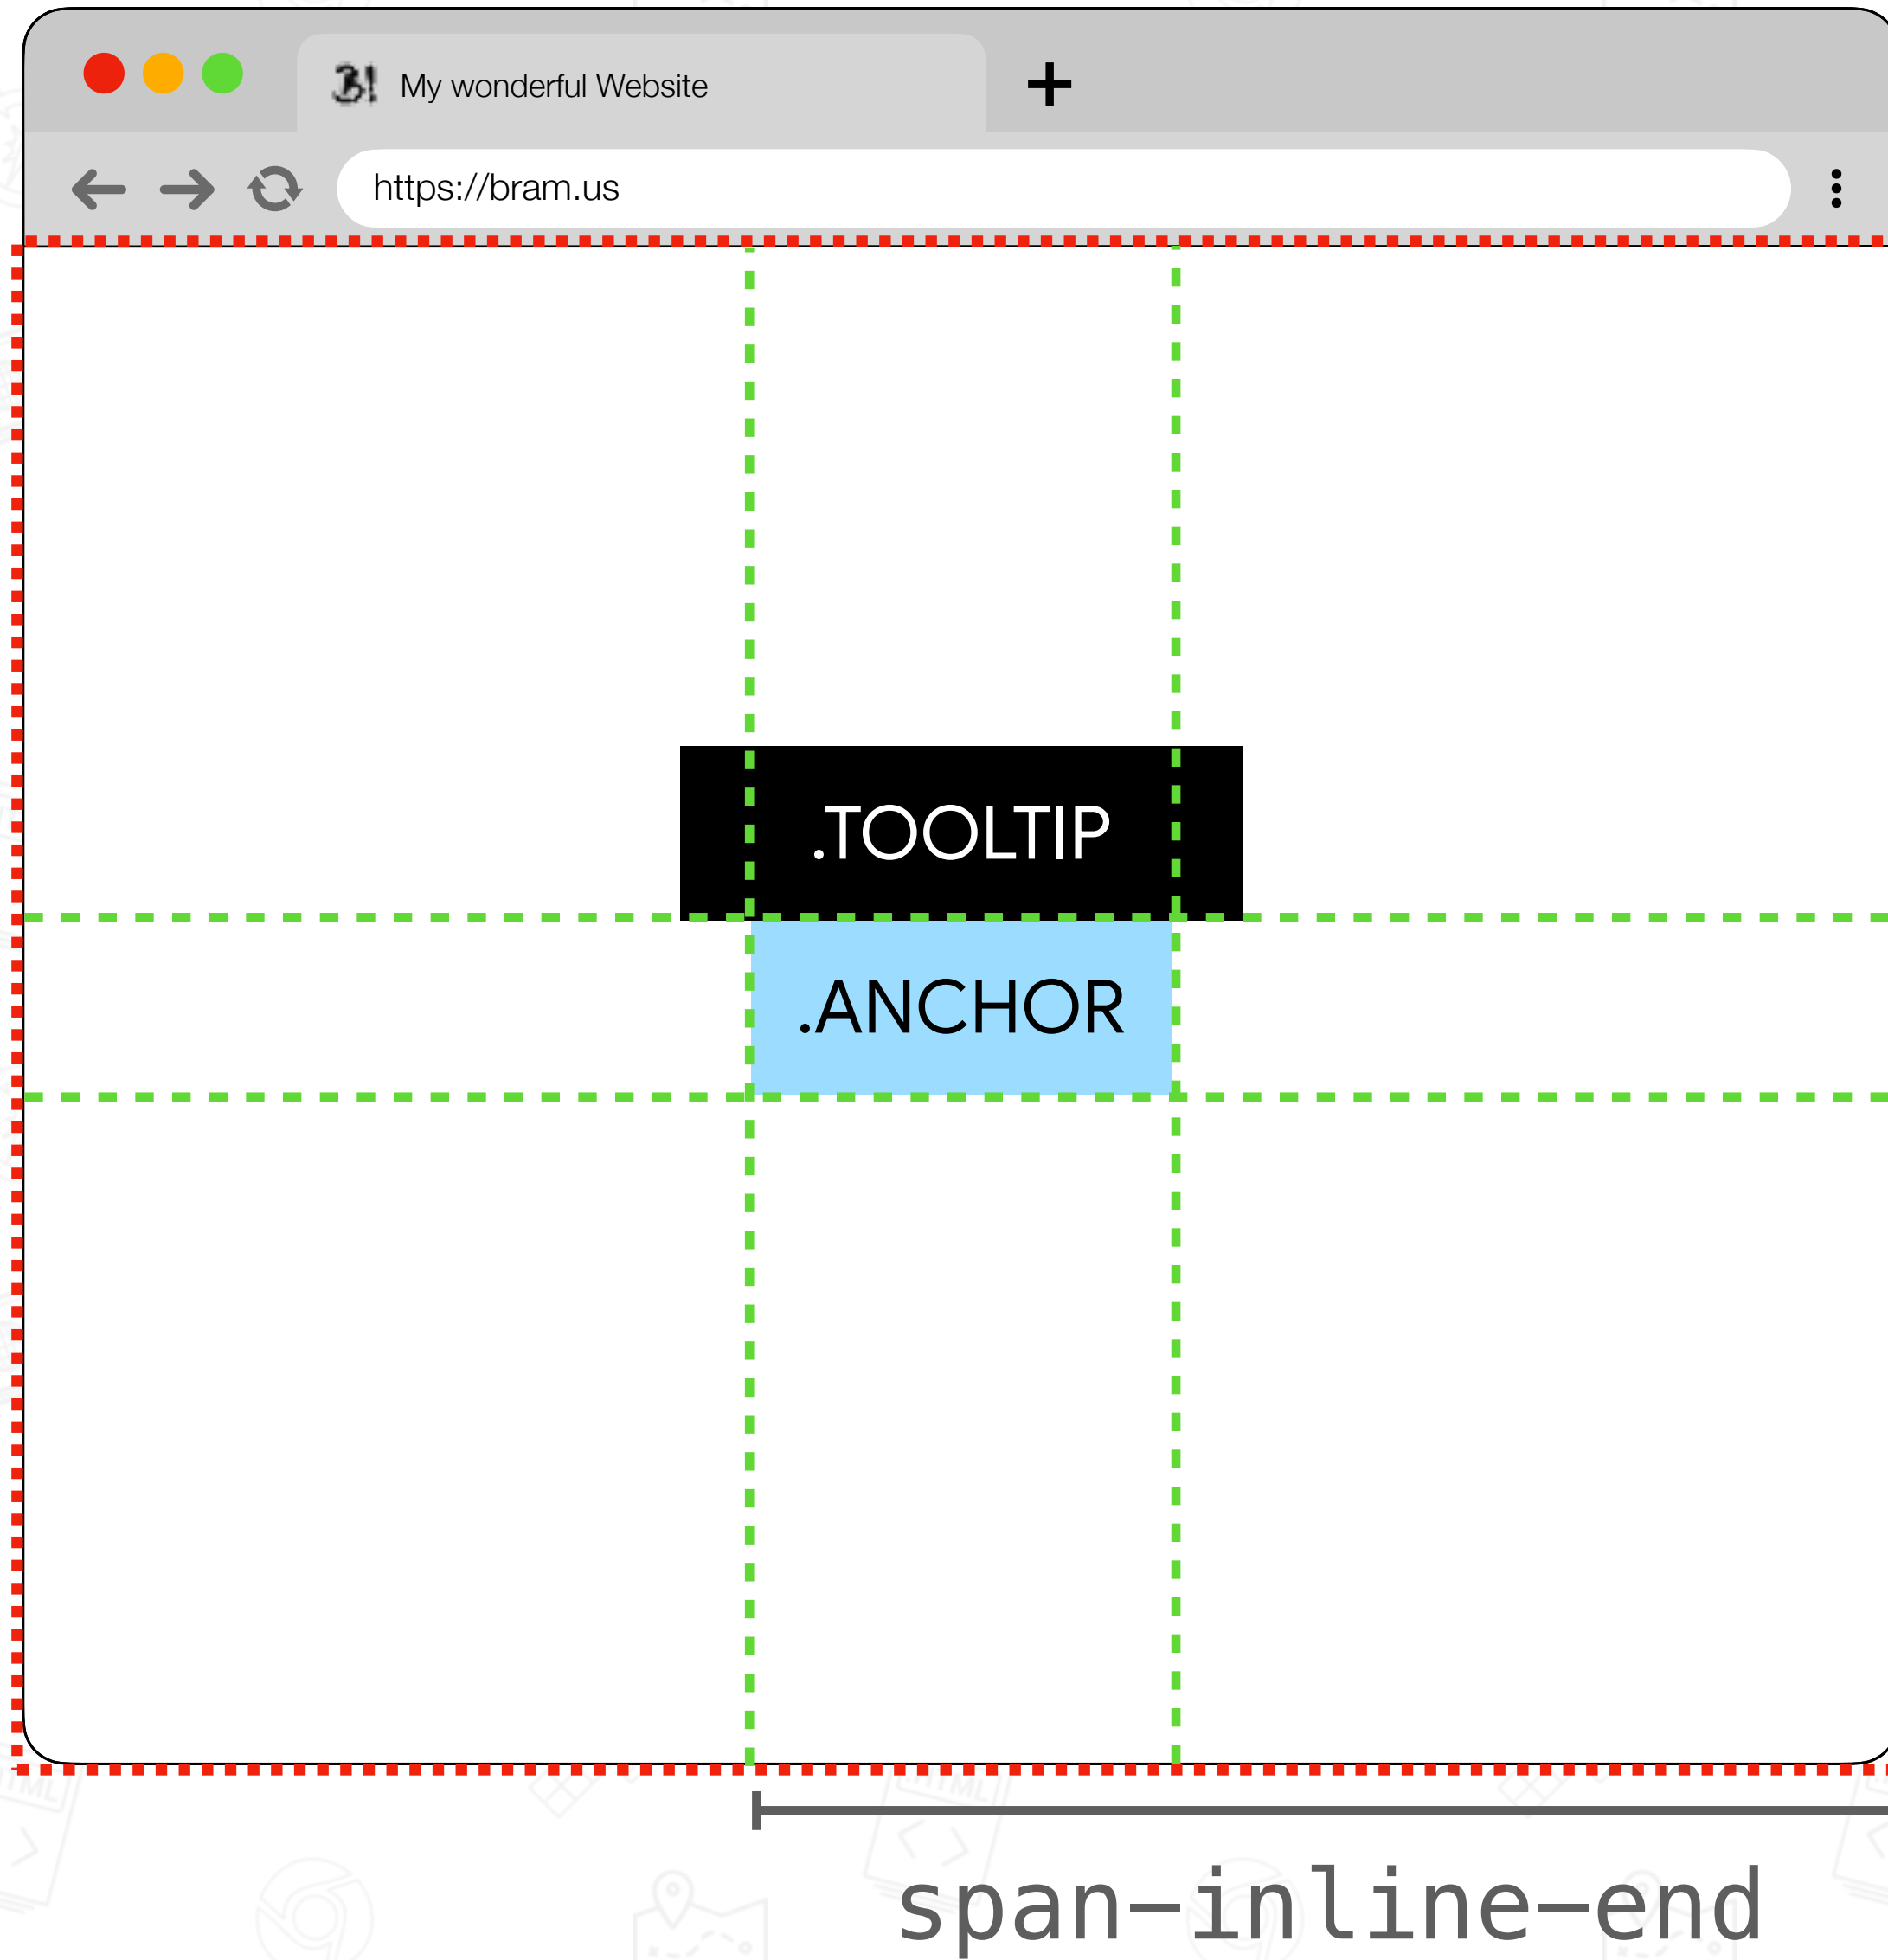 B! My wonderful Website
https://bram.us
.TOOLTIP
.ANCHOR
span-inline-end